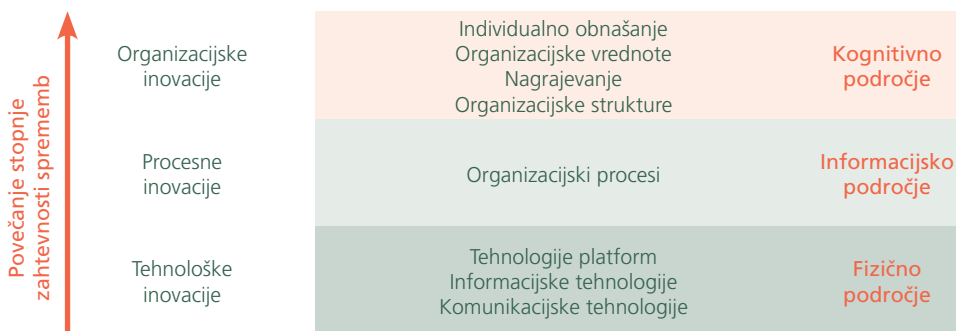 Povečanje stopnje
zahtevnosti sprememb
Organizacijske
inovacije
Individualno obnašanje
Organizacijske vrednote
Nagrajevanje
Organizacijske strukture
Kognitivno
področje
Procesne
inovacije
Organizacijski procesi
Informacijsko
področje
Tehnološke
inovacije
Tehnologije platform
Informacijske tehnologije
Komunikacijske tehnologije
Fizično
področje